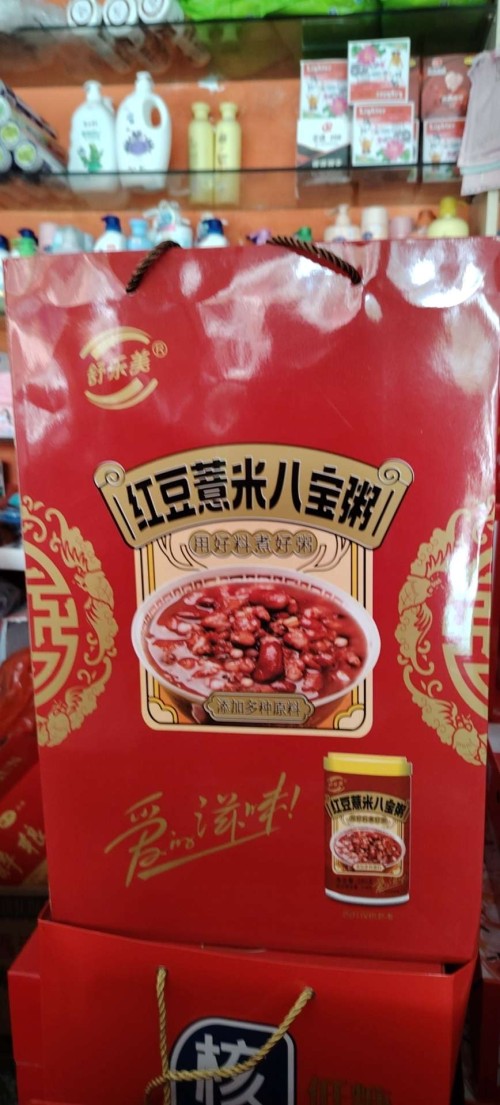 舒乐美®
红豆薏米八宝粥
用好料煮好粥
添加多种原料
爱的滋味!
红豆薏米八宝粥
核